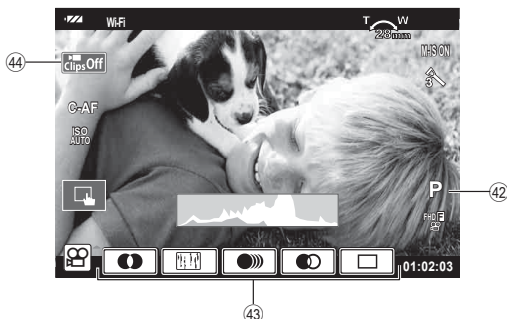 Wi-Fi
T W
28mm
44
Clips Off
M-IS ON
3
C-AF
ISO
AUTO
P
42
FHD F
01:02:03
43